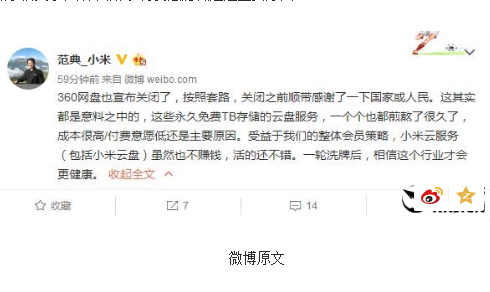 范典_小米
59分钟前 来自 微博 weibo.com
360网盘也宣布关闭了，按照套路，关闭之前顺带感谢了一下国家或人民。这其实
都是意料之中的，这些永久免费TB存储的云盘服务，一个个也都煎熬了很久了，
成本很高/付费意愿低还是主要原因。受益于我们的整体会员策略，小米云服务
（包括小米云盘）虽然也不赚钱，活的还不错。一轮洗牌后，相信这个行业才会
更健康。 收起全文
收藏 7 14
微博原文